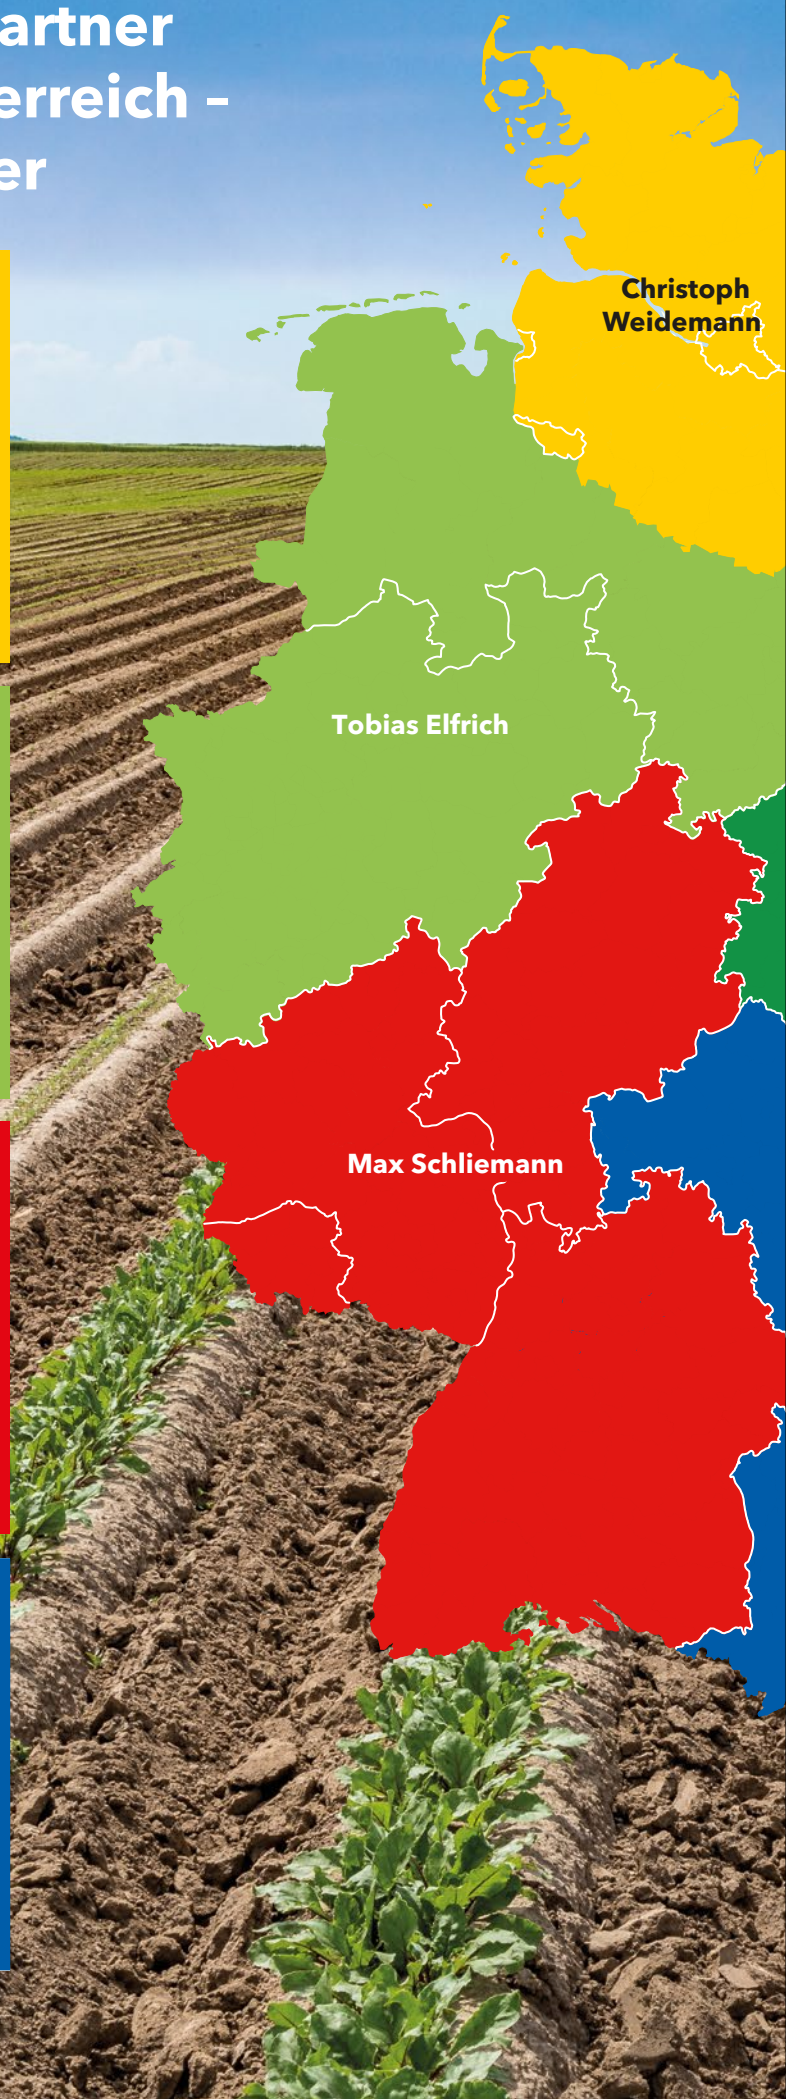 artner
erreich –
er
Christoph
Weidemann
Tobias Elfrich
Max Schliemann